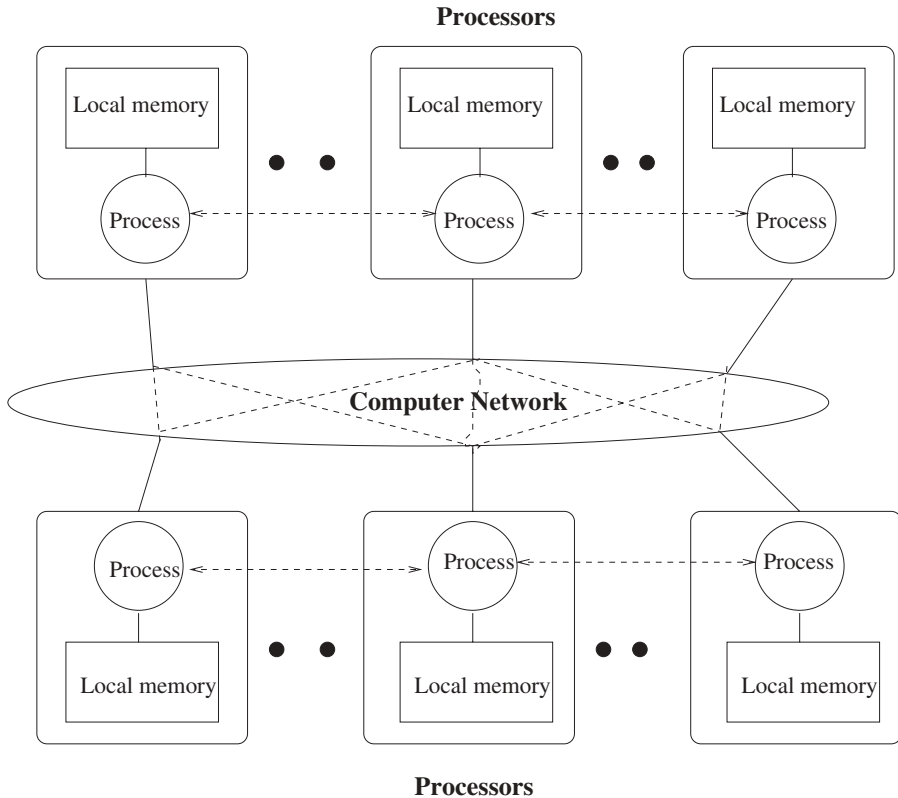 Processors
Local memory
Local memory
Local memory
Process
Process
Process
Computer Network
Process
Process
Process
Local memory
Local memory
Local memory
Processors